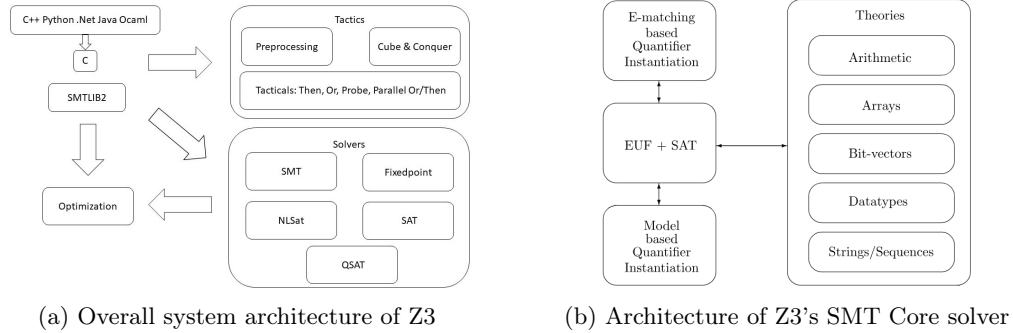 C++ Python .Net Java Ocaml
C
SMTLIB2
Optimization
Tactics
Preprocessing
Cube & Conquer
Tacticals: Then, Or, Probe, Parallel Or/Then
Solvers
SMT
Fixedpoint
NLSat
SAT
QSAT
(a) Overall system architecture of Z3
E-matching
based
Quantifier
Instantiation
EUF + SAT
Model
based
Quantifier
Instantiation
Theories
Arithmetic
Arrays
Bit-vectors
Datatypes
Strings/Sequences
(b) Architecture of Z3's SMT Core solver